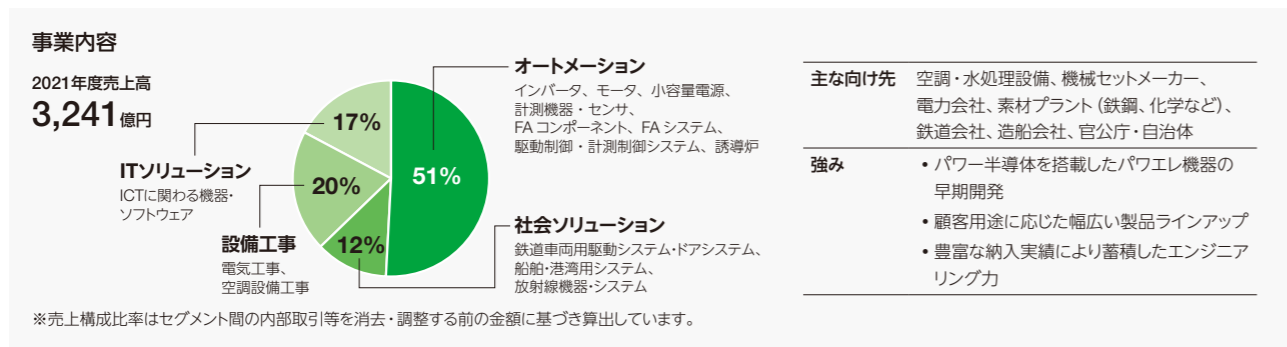 事業内容
2021年度売上高
3,241億円
17%
51%
20%
12%
ITソリューション
ICTに関わる機器・
ソフトウェア
設備工事
電気工事、
空調設備工事
オートメーション
インバータ、モータ、小容量電源、
計測機器・センサ、
FAコンポーネント、FAシステム、
駆動制御・計測制御システム、誘導炉
社会ソリューション
鉄道車両用駆動システム・ドアシステム、
船舶・港湾用システム、
放射線機器・システム
主な向け先 空調・水処理設備、機械セットメーカー、
電力会社、素材プラント（鉄鋼、化学など）、
鉄道会社、造船会社、官公庁・自治体
強み • パワー半導体を搭載したパワエレ機器の
早期開発
• 顧客用途に応じた幅広い製品ラインアップ
• 豊富な納入実績により蓄積したエンジニア
リング力
※売上構成比率はセグメント間の内部取引等を消去・調整する前の金額に基づき算出しています。